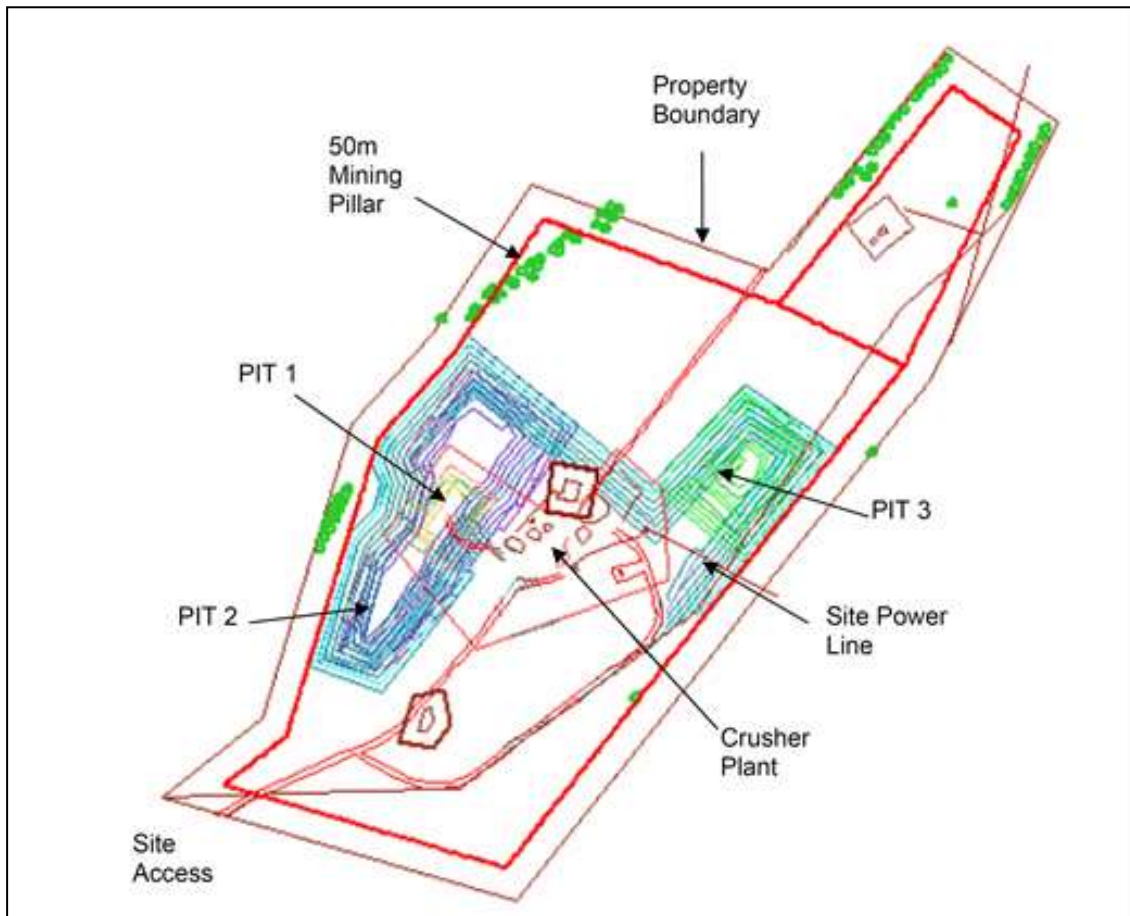 Property
Boundary
50m
Mining
Pillar
PIT 1
PIT 3
PIT 2
Site Power
Line
Crusher
Plant
Site
Access